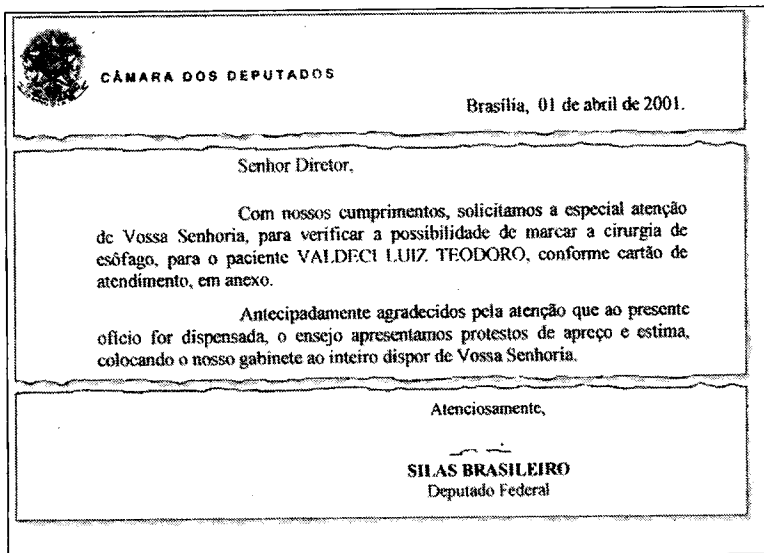 CÂMARA DOS DEPUTADOS
Brasília, 01 de abril de 2001.
Senhor Diretor,
Com nossos cumprimentos, solicitamos a especial atenção
de Vossa Senhoria, para verificar a possibilidade de marcar a cirurgia de
esôfago, para o paciente VALDECI LUIZ TEODORO, conforme cartão de
atendimento, em anexo.
Antecipadamente agradecidos pela atenção que ao presente
ofício for dispensada, o ensejo apresentamos protestos de apreço e estima,
colocando o nosso gabinete ao inteiro dispor de Vossa Senhoria.
Atenciosamente,
SILAS BRASILEIRO
Deputado Federal